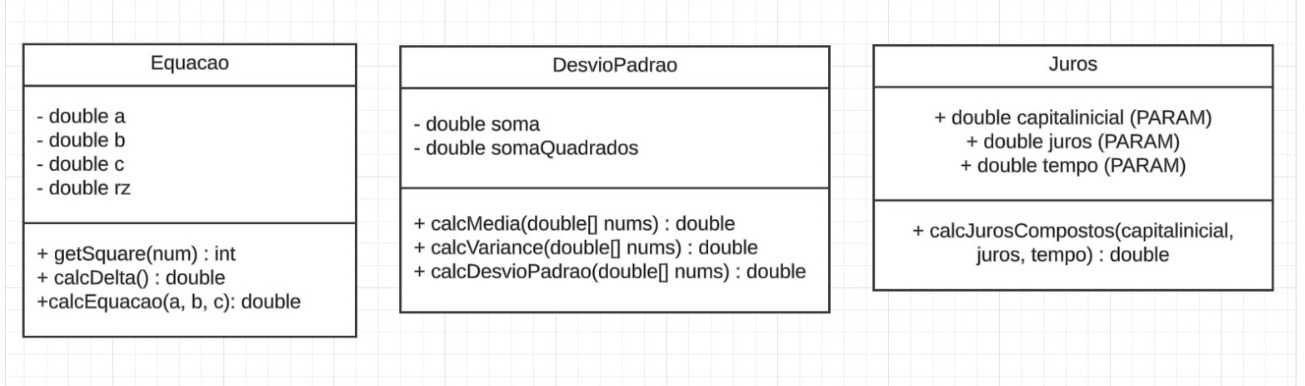 Equacao
- double a
- double b
- double c
- double rz
+ getSquare(num) : int
+ calcDelta() : double
+calcEquacao(a, b, c): double
DesvioPadrao
- double soma
- double somaQuadrados
+ calcMedia(double[] nums) : double
+ calcVariance(double[] nums) : double
+ calcDesvioPadrao(double[] nums) : double
Juros
+ double capitalinicial (PARAM)
+ double juros (PARAM)
+ double tempo (PARAM)
+ calcJurosCompostos(capitalinicial,
juros, tempo) : double